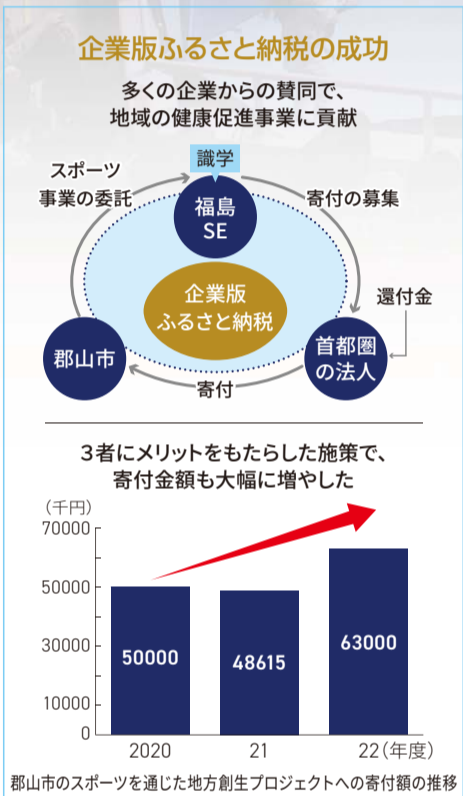 企業版ふるさと納税の成功
多くの企業からの賛同で、
地域の健康促進事業に貢献
識学
スポーツ
事業の委託
福島
SE
寄付の募集
企業版
ふるさと納税
還付金
郡山市
首都圏
の法人
寄付
3者にメリットをもたらした施策で、
寄付金額も大幅に増やした
(千円)
70000
50000
30000
10000
0
50000
48615
63000
2020
21
22(年度)
郡山市のスポーツを通じた地方創生プロジェクトへの寄付額の推移